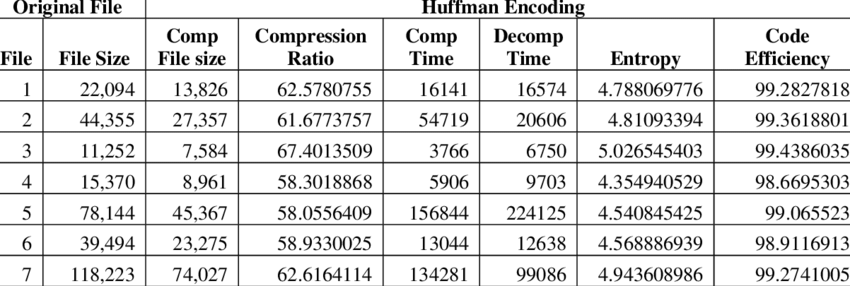 Original File Huffman Encoding
File File Size Comp File size Compression Ratio Comp Time Decomp Time Entropy Code Efficiency
1 22,094 13,826 62.5780755 16141 16574 4.788069776 99.2827818
2 44,355 27,357 61.6773757 54719 20606 4.81093394 99.3618801
3 11,252 7,584 67.4013509 3766 6750 5.026545403 99.4386035
4 15,370 8,961 58.3018868 5906 9703 4.354940529 98.6695303
5 78,144 45,367 58.0556409 156844 224125 4.540845425 99.065523
6 39,494 23,275 58.9330025 13044 12638 4.568886939 98.9116913
7 118,223 74,027 62.6164114 134281 99086 4.943608986 99.2741005